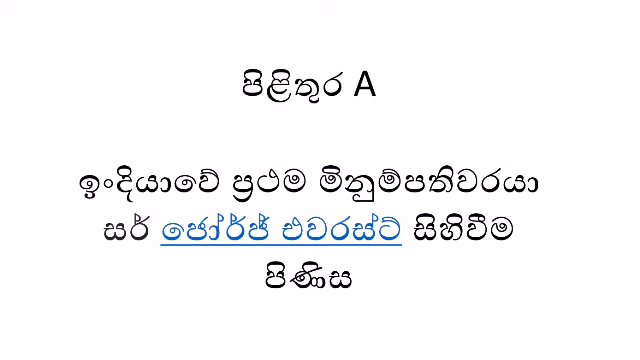 පිළිතුර A
ඉංදියාවේ ප්‍රථම මිනුම්පතිවරයා
සර් ජෝර්ජ් එවරස්ට් සිහිවීම
පිණිස